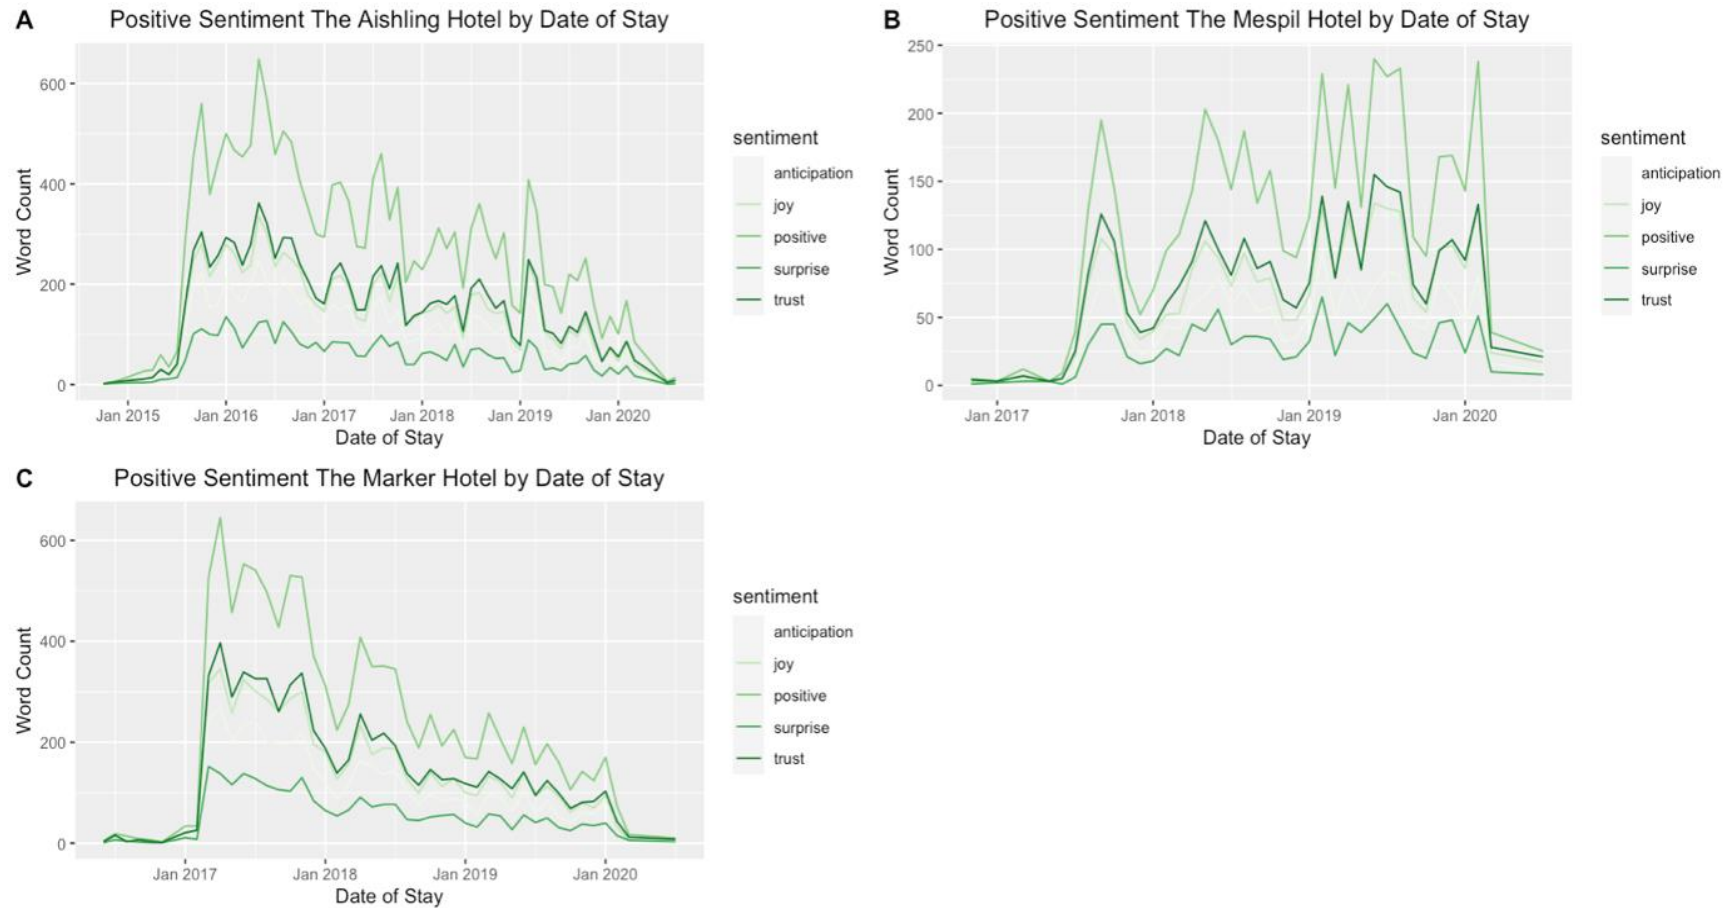 A
Positive Sentiment The Aishling Hotel by Date of Stay
Word Count
600
400
200
0
Jan 2015 Jan 2016 Jan 2017 Jan 2018 Jan 2019 Jan 2020
Date of Stay
sentiment
anticipation
joy
positive
surprise
trust
B
Positive Sentiment The Mespil Hotel by Date of Stay
Word Count
250
200
150
100
50
0
Jan 2017 Jan 2018 Jan 2019 Jan 2020
Date of Stay
sentiment
anticipation
joy
positive
surprise
trust
C
Positive Sentiment The Marker Hotel by Date of Stay
Word Count
600
400
200
0
Jan 2017 Jan 2018 Jan 2019 Jan 2020
Date of Stay
sentiment
anticipation
joy
positive
surprise
trust